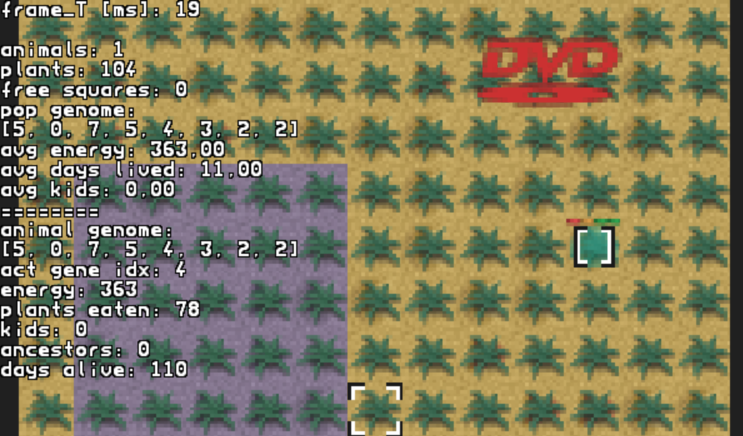 frame_T [ms]: 19
animals: 1
plants: 104
free squares: 0
pop genome:
[5, 0, 7, 5, 4, 3, 2, 2]
avg energy: 363,00
avg days lived: 11,00
avg kids: 0,00
========
animal genome:
[5, 0, 7, 5, 4, 3, 2, 2]
act gene idx: 4
energy: 363
plants eaten: 78
kids: 0
ancestors: 0
days alive: 110
DVD